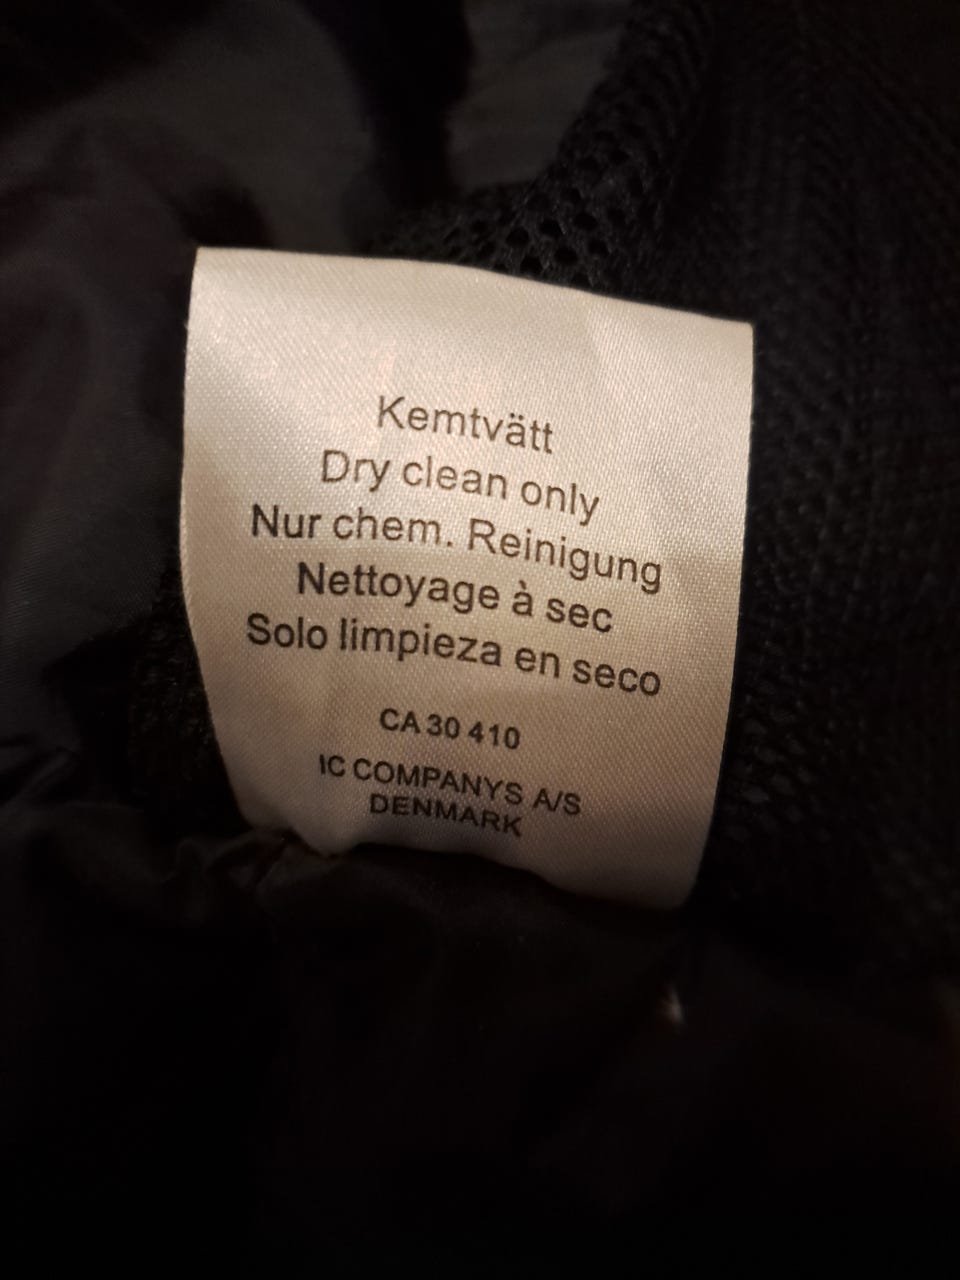 Kemtvätt
Dry clean only
Nur chem. Reinigung
Nettoyage à sec
Solo limpieza en seco
CA 30 410
IC COMPANYS A/S
DENMARK